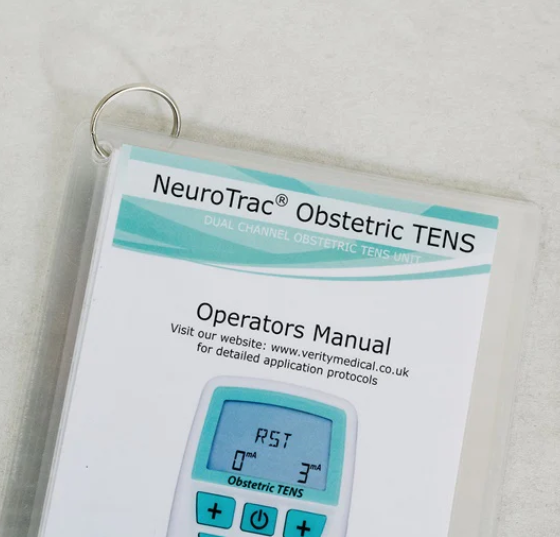 NeuroTrac® Obstetric TENS
DUAL CHANNEL OBSTETRIC TENS UNIT
Operators Manual
Visit our website: www.veritymedical.co.uk
for detailed application protocols
RST
0mA 3mA
Obstetric TENS
+ +